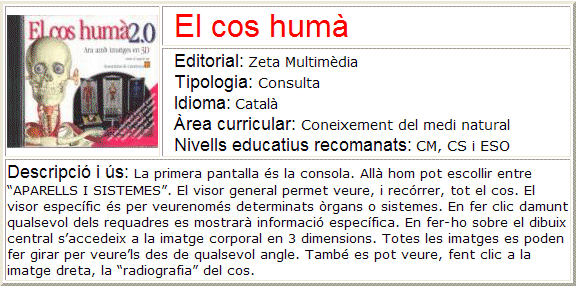 El cos humà2.0
Ara amb imatges en 3D
El cos humà
Editorial: Zeta Multimèdia
Tipologia: Consulta
Idioma: Català
Àrea curricular: Coneixement del medi natural
Nivells educatius recomanats: CM, CS i ESO
Descripció i ús: La primera pantalla és la consola. Allà hom pot escollir entre
“APARELLS I SISTEMES”. El visor general permet veure, i recórrer, tot el cos. El
visor específic és per veurenomés determinats òrgans o sistemes. En fer clic damunt
qualsevol dels requadres es mostrarà informació específica. En fer-ho sobre el dibuix
central s’accedeix a la imatge corporal en 3 dimensions. Totes les imatges es poden
fer girar per veure’ls des de qualsevol angle. També es pot veure, fent clic a la
imatge dreta, la “radiografia” del cos.